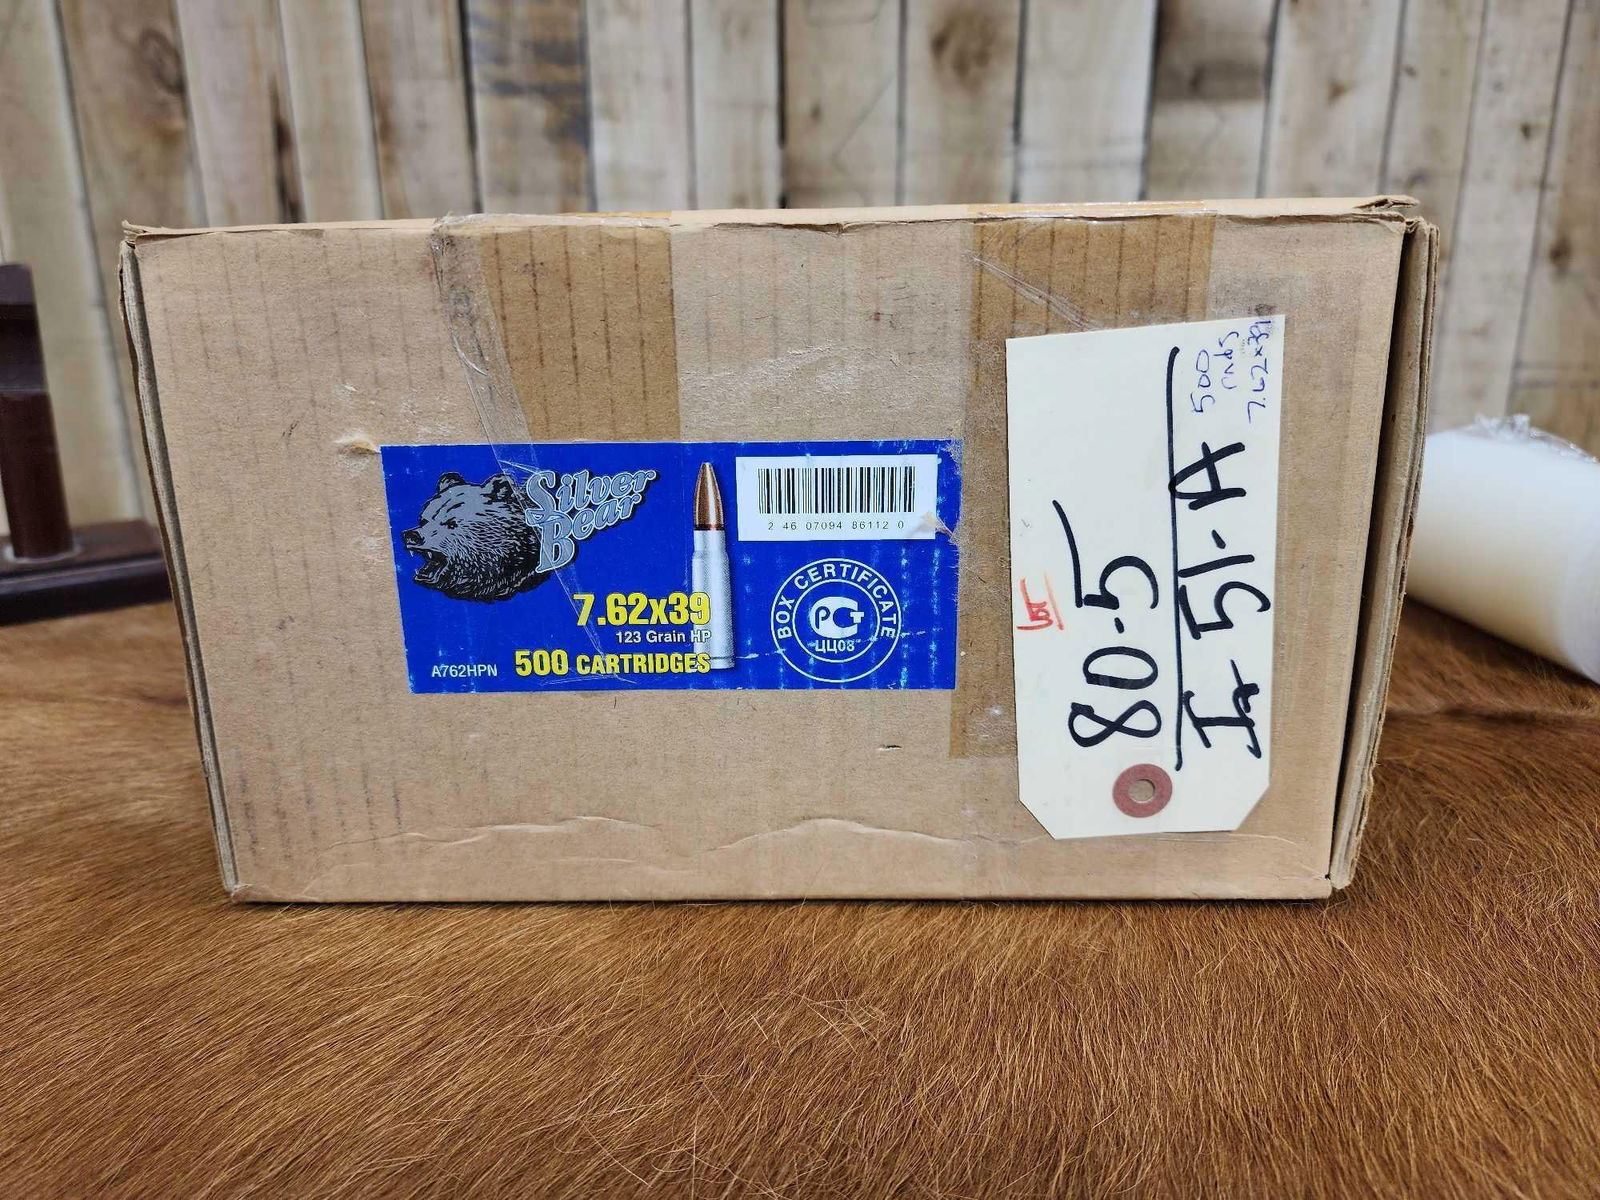 Silver
Bear
7.62x39
123 Grain HP
A762HPN
500 CARTRIDGES
2 46 07094 86112 0
BOX CERTIFICATE
РСТ
ЦЦ08
LOT
80-5
51-A
500
rnds
7.62x39